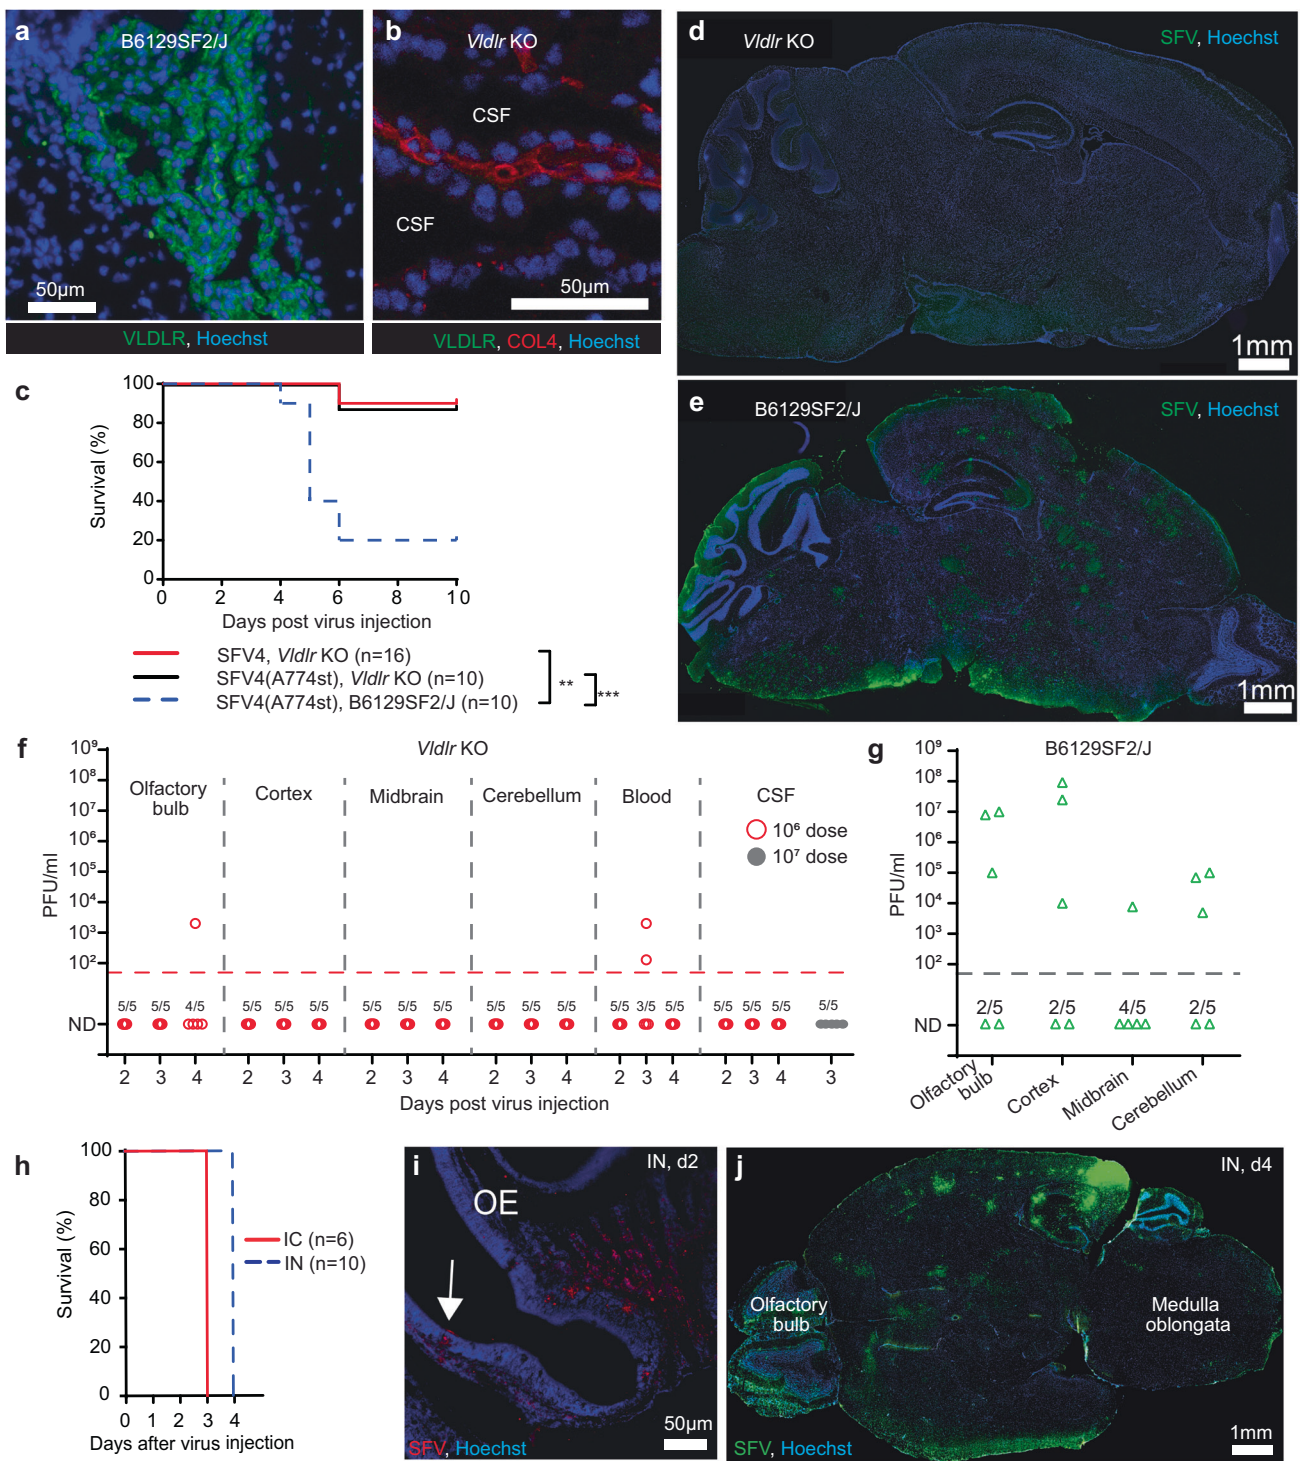 a
B6129SF2/J
50µm
VLDLR, Hoechst
b
Vldlr KO
CSF
CSF
50µm
VLDLR, COL4, Hoechst
d
Vldlr KO
SFV, Hoechst
1mm
e
B6129SF2/J
SFV, Hoechst
1mm
c
Survival (%)
100
80
60
40
20
0
0 2 4 6 8 10
Days post virus injection
SFV4, Vldlr KO (n=16)
SFV4(A774st), Vldlr KO (n=10)
SFV4(A774st), B6129SF2/J (n=10)
**
***
f
Vldlr KO
PFU/ml
10⁹
10⁸
10⁷
10⁶
10⁵
10⁴
10³
10²
ND
Olfactory
bulb
Cortex
Midbrain
Cerebellum
Blood
CSF
10⁶ dose
10⁷ dose
5/5 5/5 4/5 5/5 5/5 5/5 5/5 5/5 5/5 5/5 5/5 5/5 5/5 3/5 5/5 5/5 5/5 5/5 5/5
2 3 4 2 3 4 2 3 4 2 3 4 2 3 4 2 3 4 3
Days post virus injection
g
B6129SF2/J
PFU/ml
10⁹
10⁸
10⁷
10⁶
10⁵
10⁴
10³
10²
ND
2/5 2/5 4/5 2/5
Olfactory
bulb
Cortex
Midbrain
Cerebellum
h
Survival (%)
100
80
60
40
20
0
0 1 2 3 4
Days after virus injection
IC (n=6)
IN (n=10)
i
IN, d2
OE
50µm
SFV, Hoechst
j
IN, d4
Olfactory
bulb
Medulla
oblongata
SFV, Hoechst
1mm